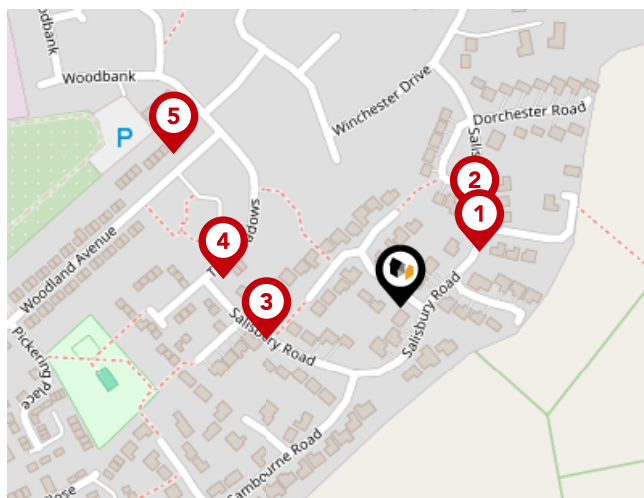 Woodbank
Winchester Drive
Dorchester Road
Salis
5
P
2
1
4
Meadows
Woodland Avenue
3
Salisbury Road
Salisbury Road
Pickering
Place
Sambourne Road